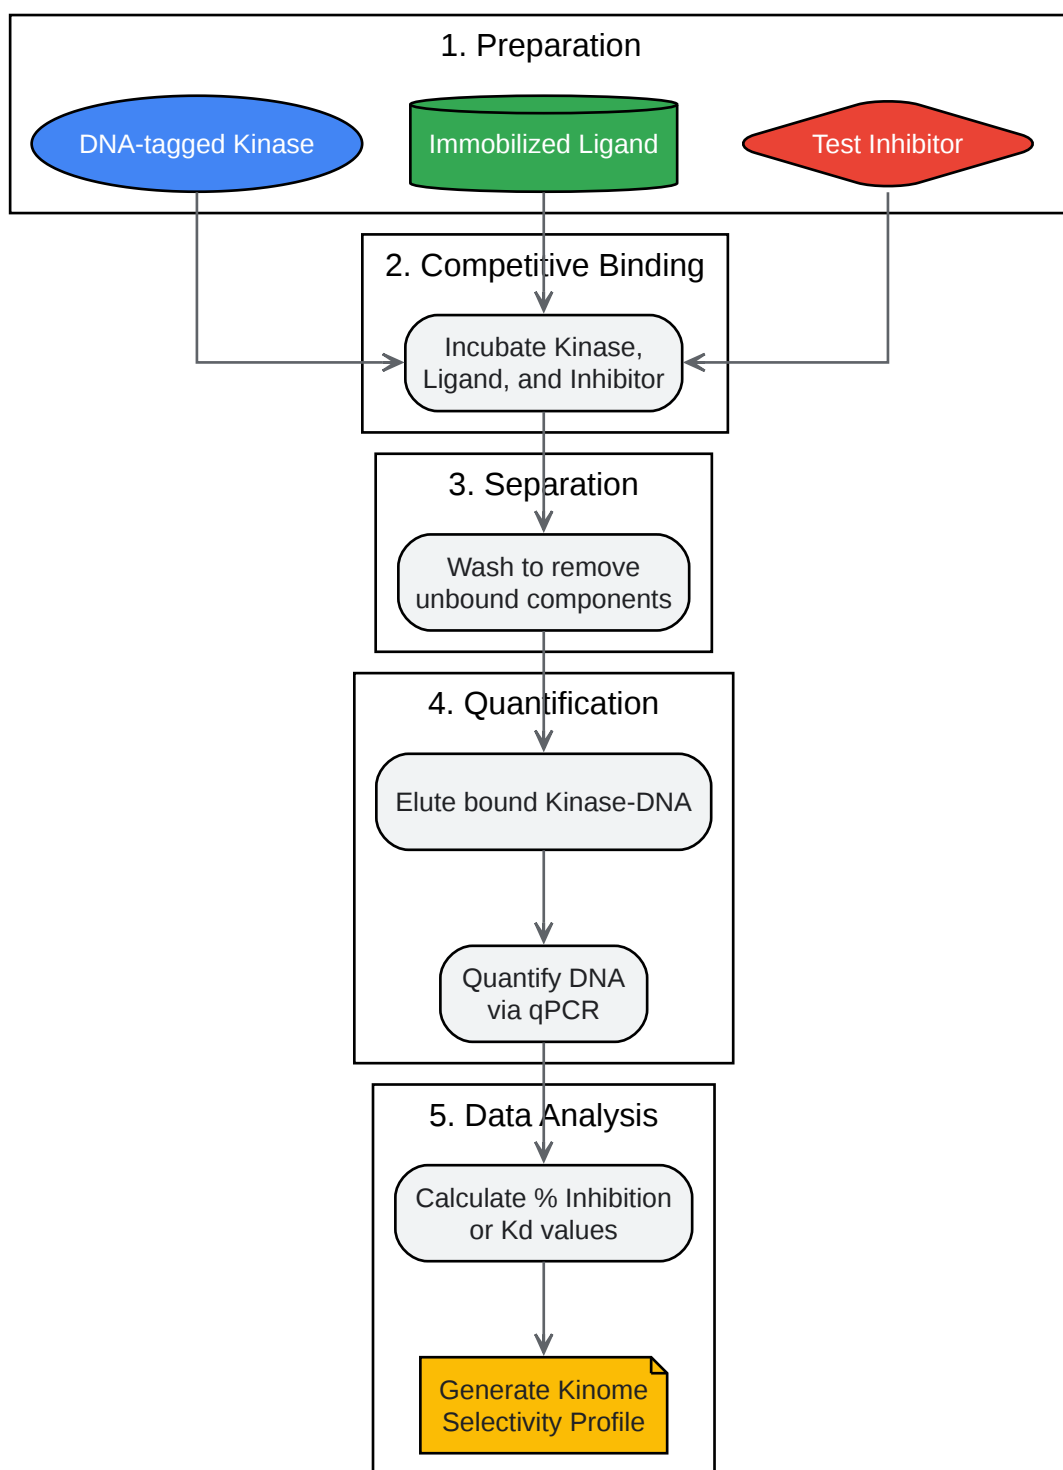 1. Preparation
DNA-tagged Kinase
Immobilized Ligand
Test Inhibitor
2. Competitive Binding
Incubate Kinase,
Ligand, and Inhibitor
3. Separation
Wash to remove
unbound components
4. Quantification
Elute bound Kinase-DNA
Quantify DNA
via qPCR
5. Data Analysis
Calculate % Inhibition
or Kd values
Generate Kinome
Selectivity Profile